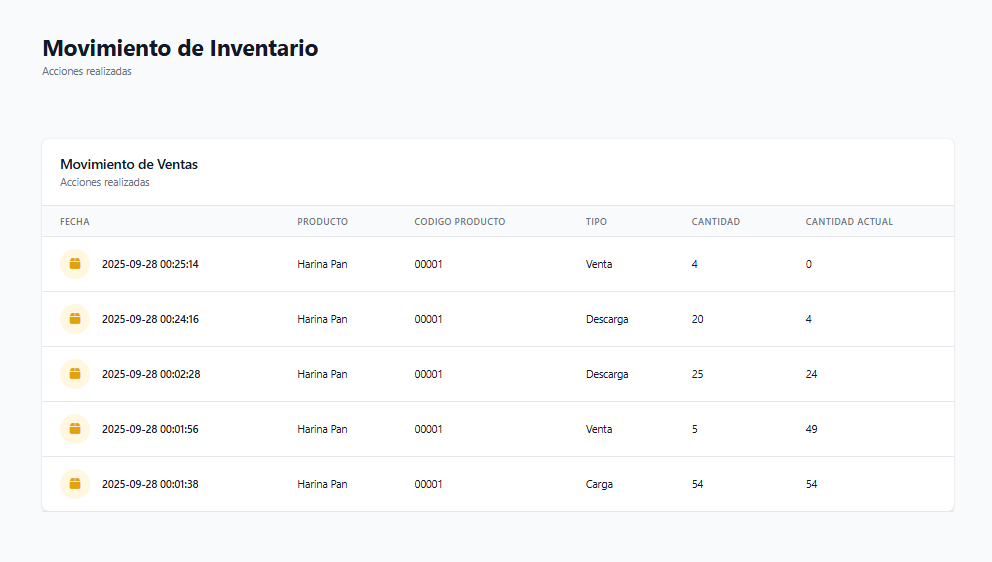 Movimiento de Inventario
Acciones realizadas
Movimiento de Ventas
Acciones realizadas
FECHA PRODUCTO CODIGO PRODUCTO TIPO CANTIDAD CANTIDAD ACTUAL
2025-09-28 00:25:14 Harina Pan 00001 Venta 4 0
2025-09-28 00:24:16 Harina Pan 00001 Descarga 20 4
2025-09-28 00:02:28 Harina Pan 00001 Descarga 25 24
2025-09-28 00:01:56 Harina Pan 00001 Venta 5 49
2025-09-28 00:01:38 Harina Pan 00001 Carga 54 54